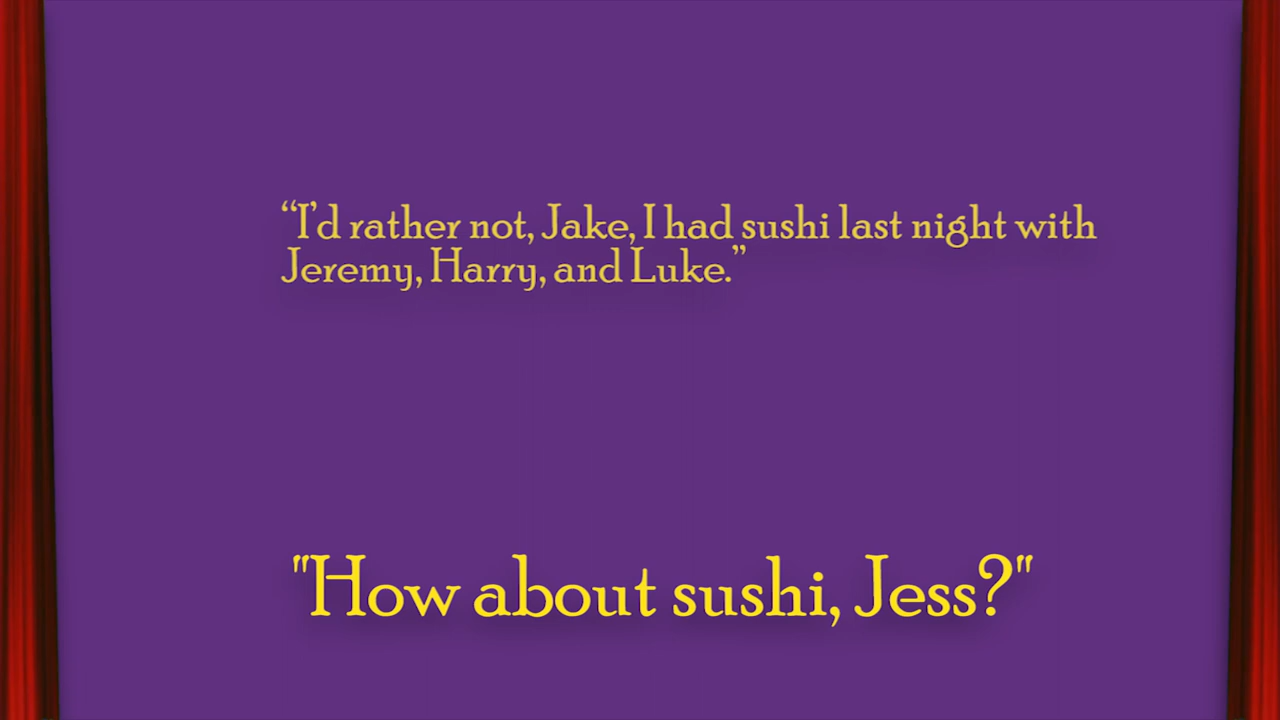 “I’d rather not, Jake, I had sushi last night with
Jeremy, Harry, and Luke.”
"How about sushi, Jess?"